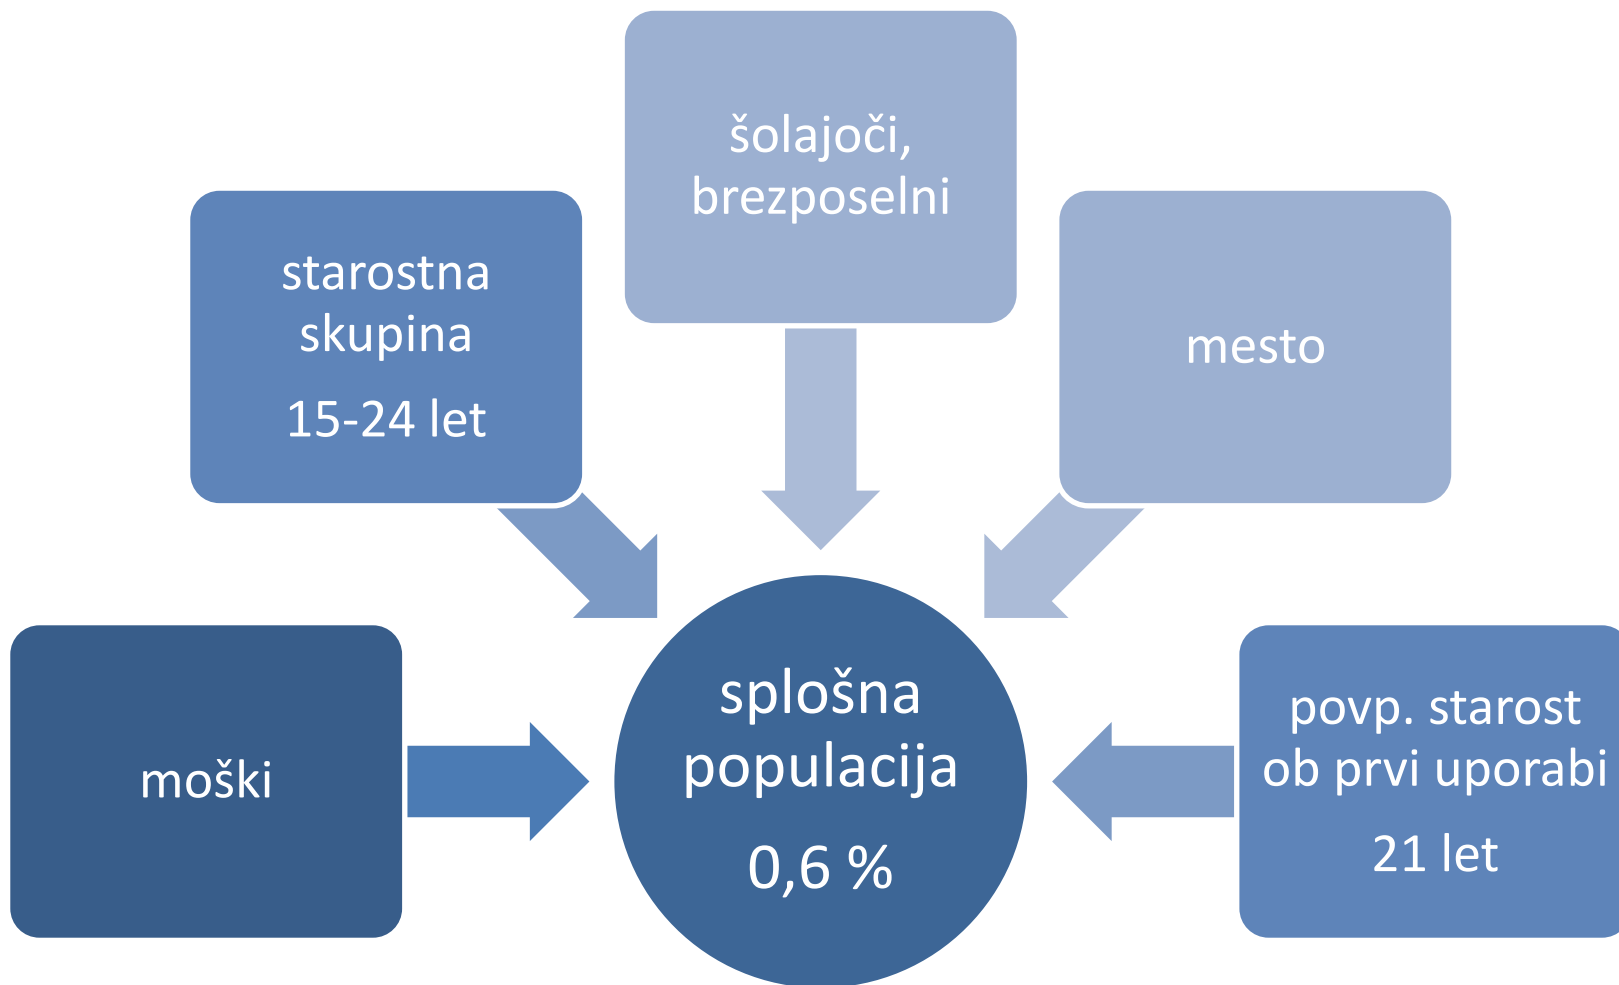 šolajoči,
brezposelni
starostna
skupina
15-24 let
mesto
moški
splošna
populacija
0,6 %
povp. starost
ob prvi uporabi
21 let